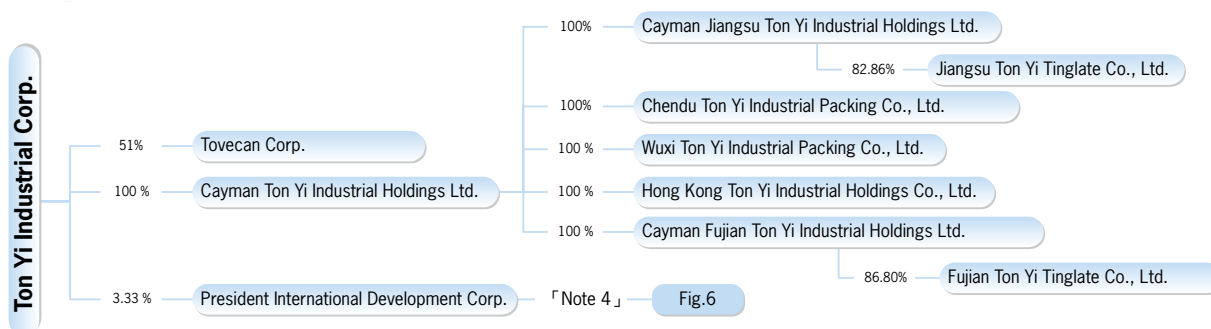 Ton Yi Industrial Corp.
100%
Cayman Jiangsu Ton Yi Industrial Holdings Ltd.
82.86%
Jiangsu Ton Yi Tinglate Co., Ltd.
100%
Chendu Ton Yi Industrial Packing Co., Ltd.
51%
Tovecan Corp.
100 %
Wuxi Ton Yi Industrial Packing Co., Ltd.
100 %
Cayman Ton Yi Industrial Holdings Ltd.
100 %
Hong Kong Ton Yi Industrial Holdings Co., Ltd.
100 %
Cayman Fujian Ton Yi Industrial Holdings Ltd.
86.80%
Fujian Ton Yi Tinglate Co., Ltd.
3.33 %
President International Development Corp.
「Note 4」
Fig.6